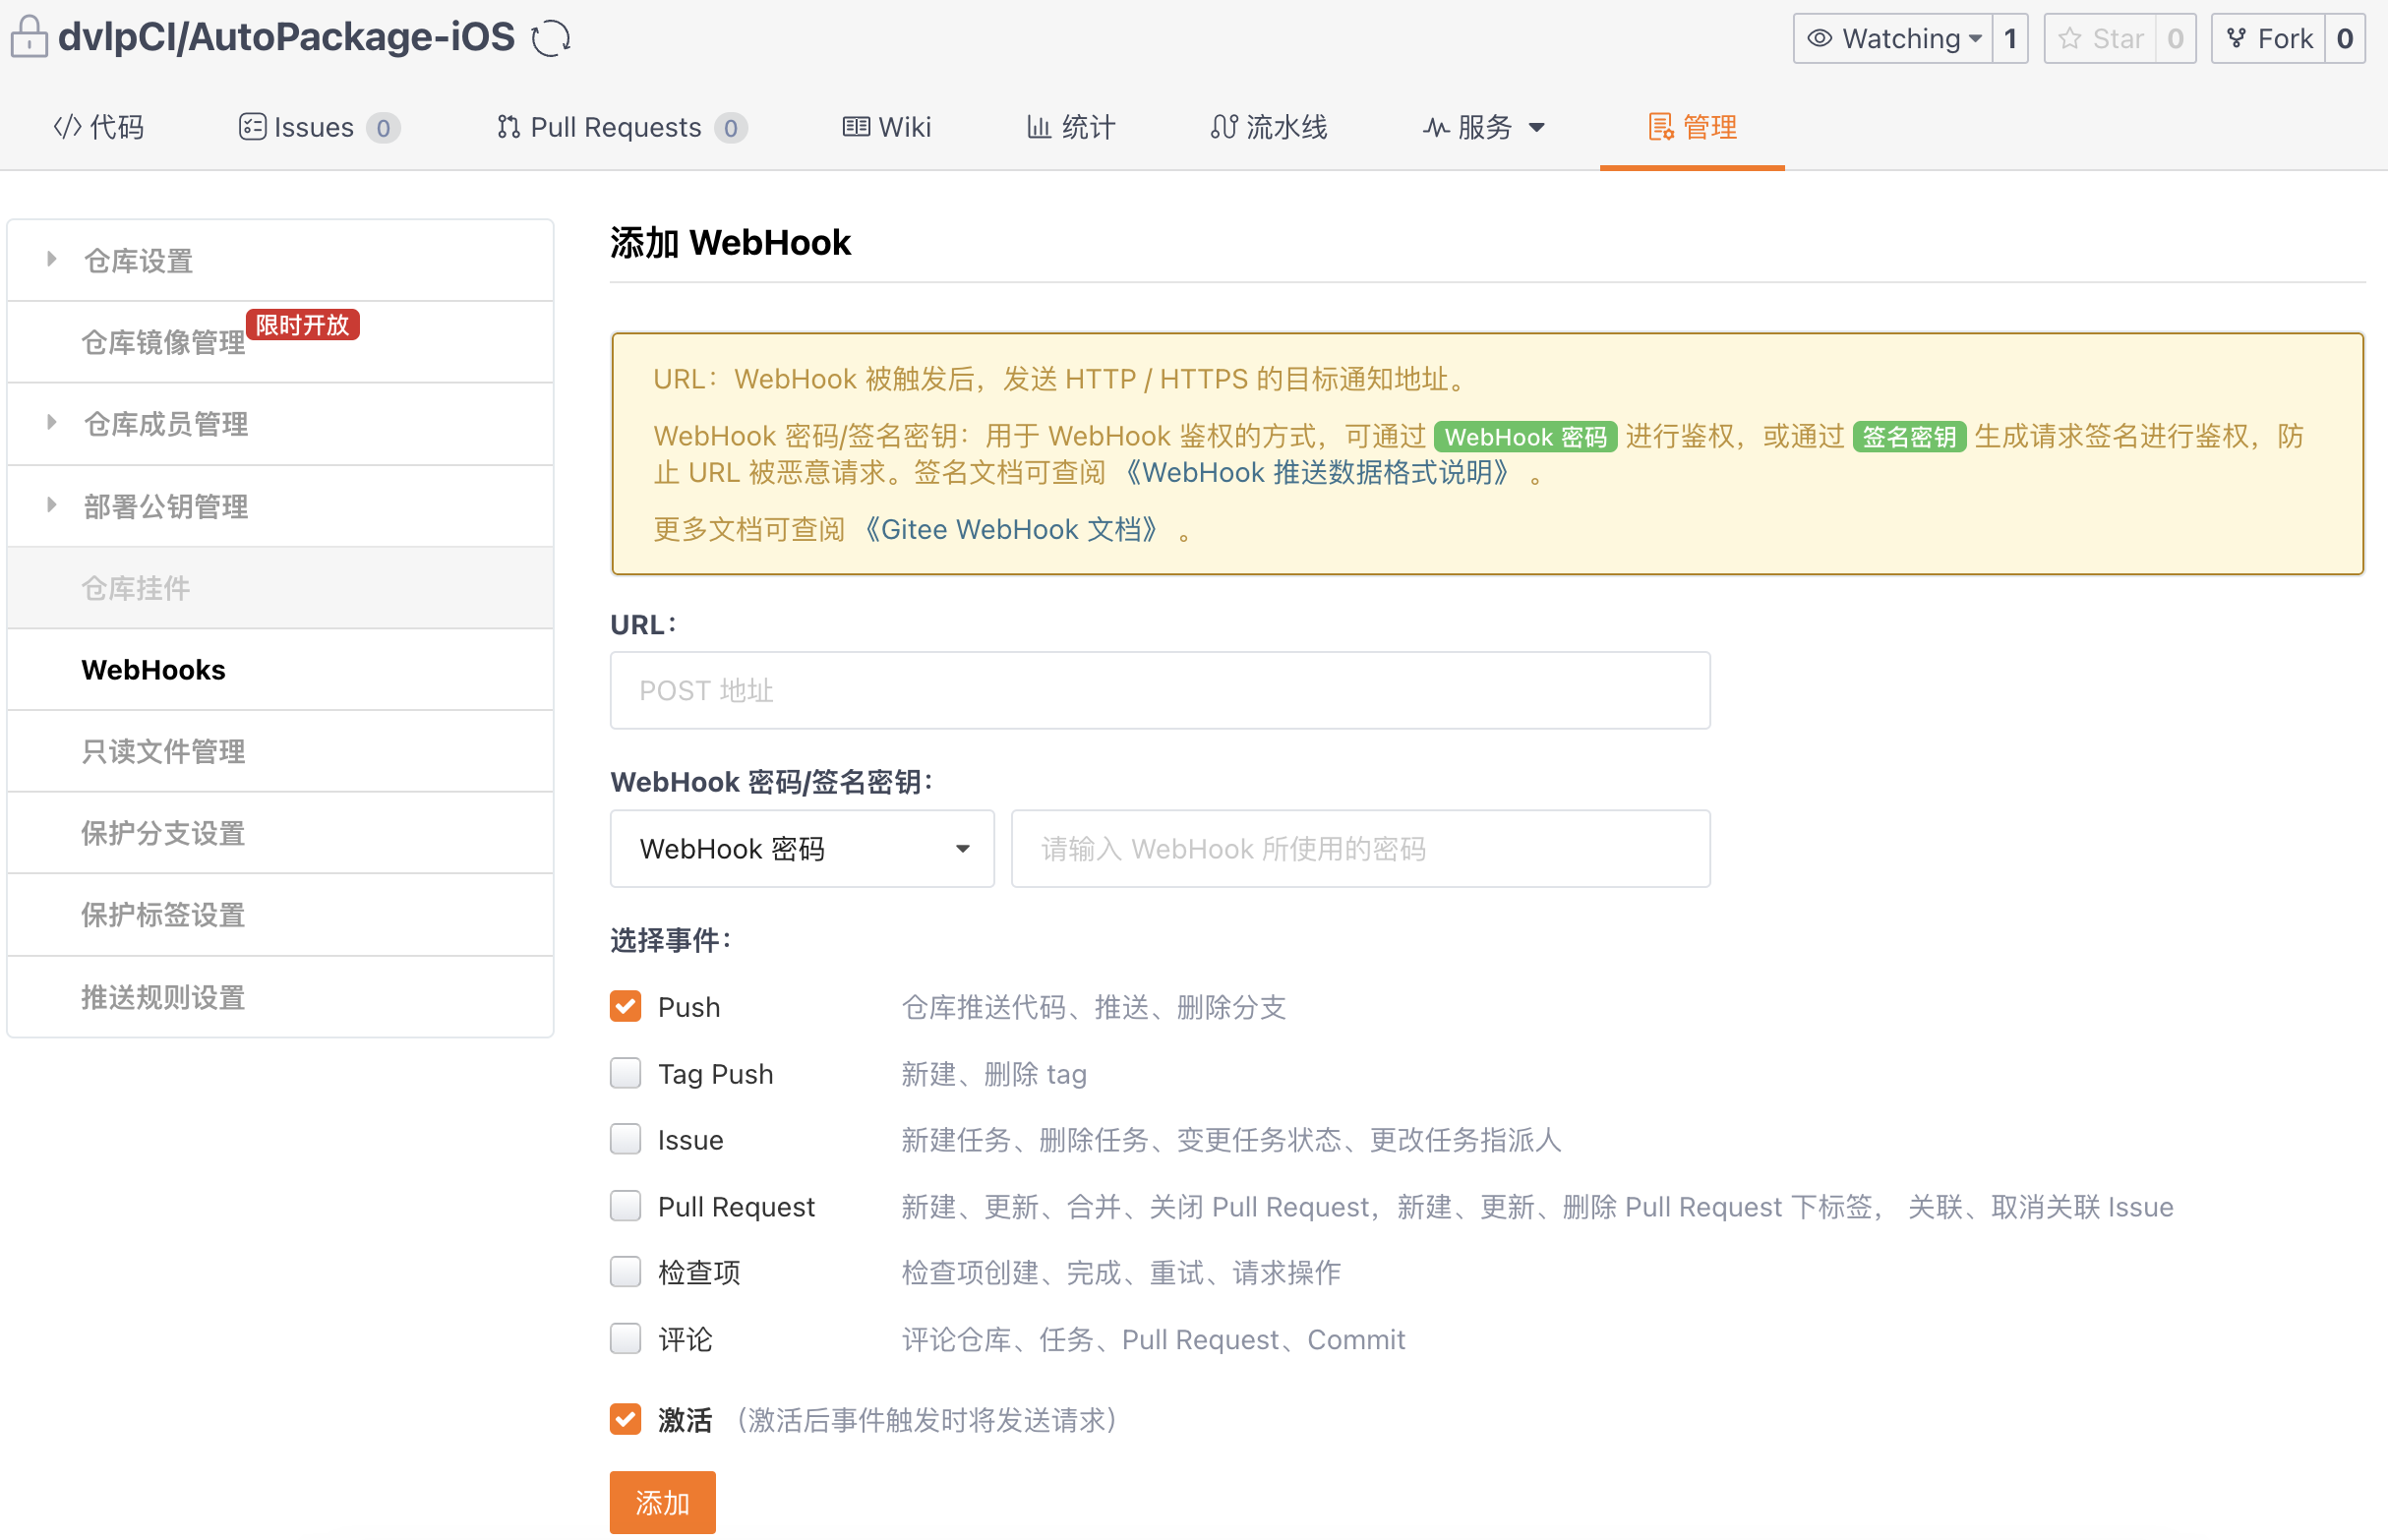 dvlpCI/AutoPackage-iOS
Watching 1 Star 0 Fork 0
代码 Issues 0 Pull Requests 0 Wiki 统计 流水线 服务 管理
仓库设置
仓库镜像管理 限时开放
仓库成员管理
部署公钥管理
仓库挂件
WebHooks
只读文件管理
保护分支设置
保护标签设置
推送规则设置
添加 WebHook
URL：WebHook 被触发后，发送 HTTP / HTTPS 的目标通知地址。
WebHook 密码/签名密钥：用于 WebHook 鉴权的方式，可通过 WebHook 密码 进行鉴权，或通过 签名密钥 生成请求签名进行鉴权，防
止 URL 被恶意请求。签名文档可查阅 《WebHook 推送数据格式说明》 。
更多文档可查阅 《Gitee WebHook 文档》 。
URL：
POST 地址
WebHook 密码/签名密钥：
WebHook 密码 请输入 WebHook 所使用的密码
选择事件：
Push 仓库推送代码、推送、删除分支
Tag Push 新建、删除 tag
Issue 新建任务、删除任务、变更任务状态、更改任务指派人
Pull Request 新建、更新、合并、关闭 Pull Request，新建、更新、删除 Pull Request 下标签， 关联、取消关联 Issue
检查项 检查项创建、完成、重试、请求操作
评论 评论仓库、任务、Pull Request、Commit
激活 （激活后事件触发时将发送请求）
添加